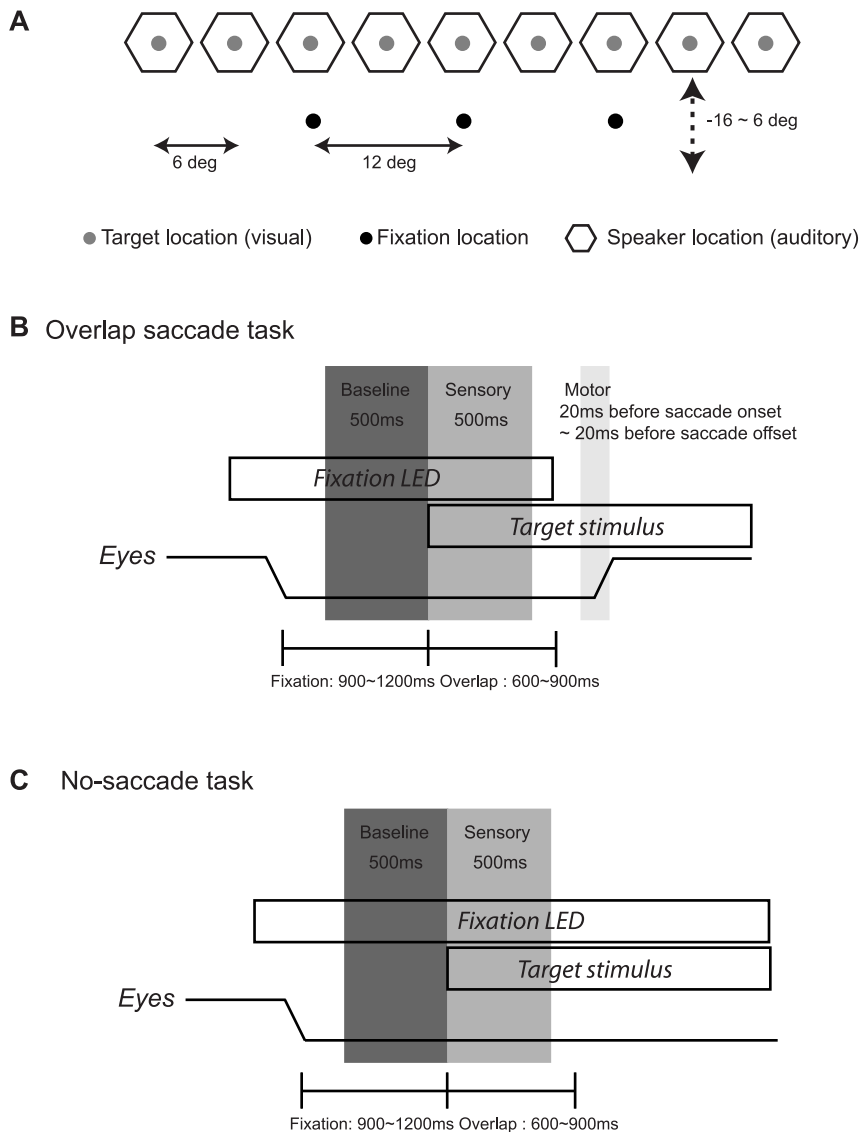 A
-16 ~ 6 deg
6 deg
12 deg
Target location (visual)
Fixation location
Speaker location (auditory)
B Overlap saccade task
Baseline
500ms
Sensory
500ms
Motor
20ms before saccade onset
~ 20ms before saccade offset
Fixation LED
Target stimulus
Eyes
Fixation: 900~1200ms Overlap : 600~900ms
C No-saccade task
Baseline
500ms
Sensory
500ms
Fixation LED
Target stimulus
Eyes
Fixation: 900~1200ms Overlap : 600~900ms